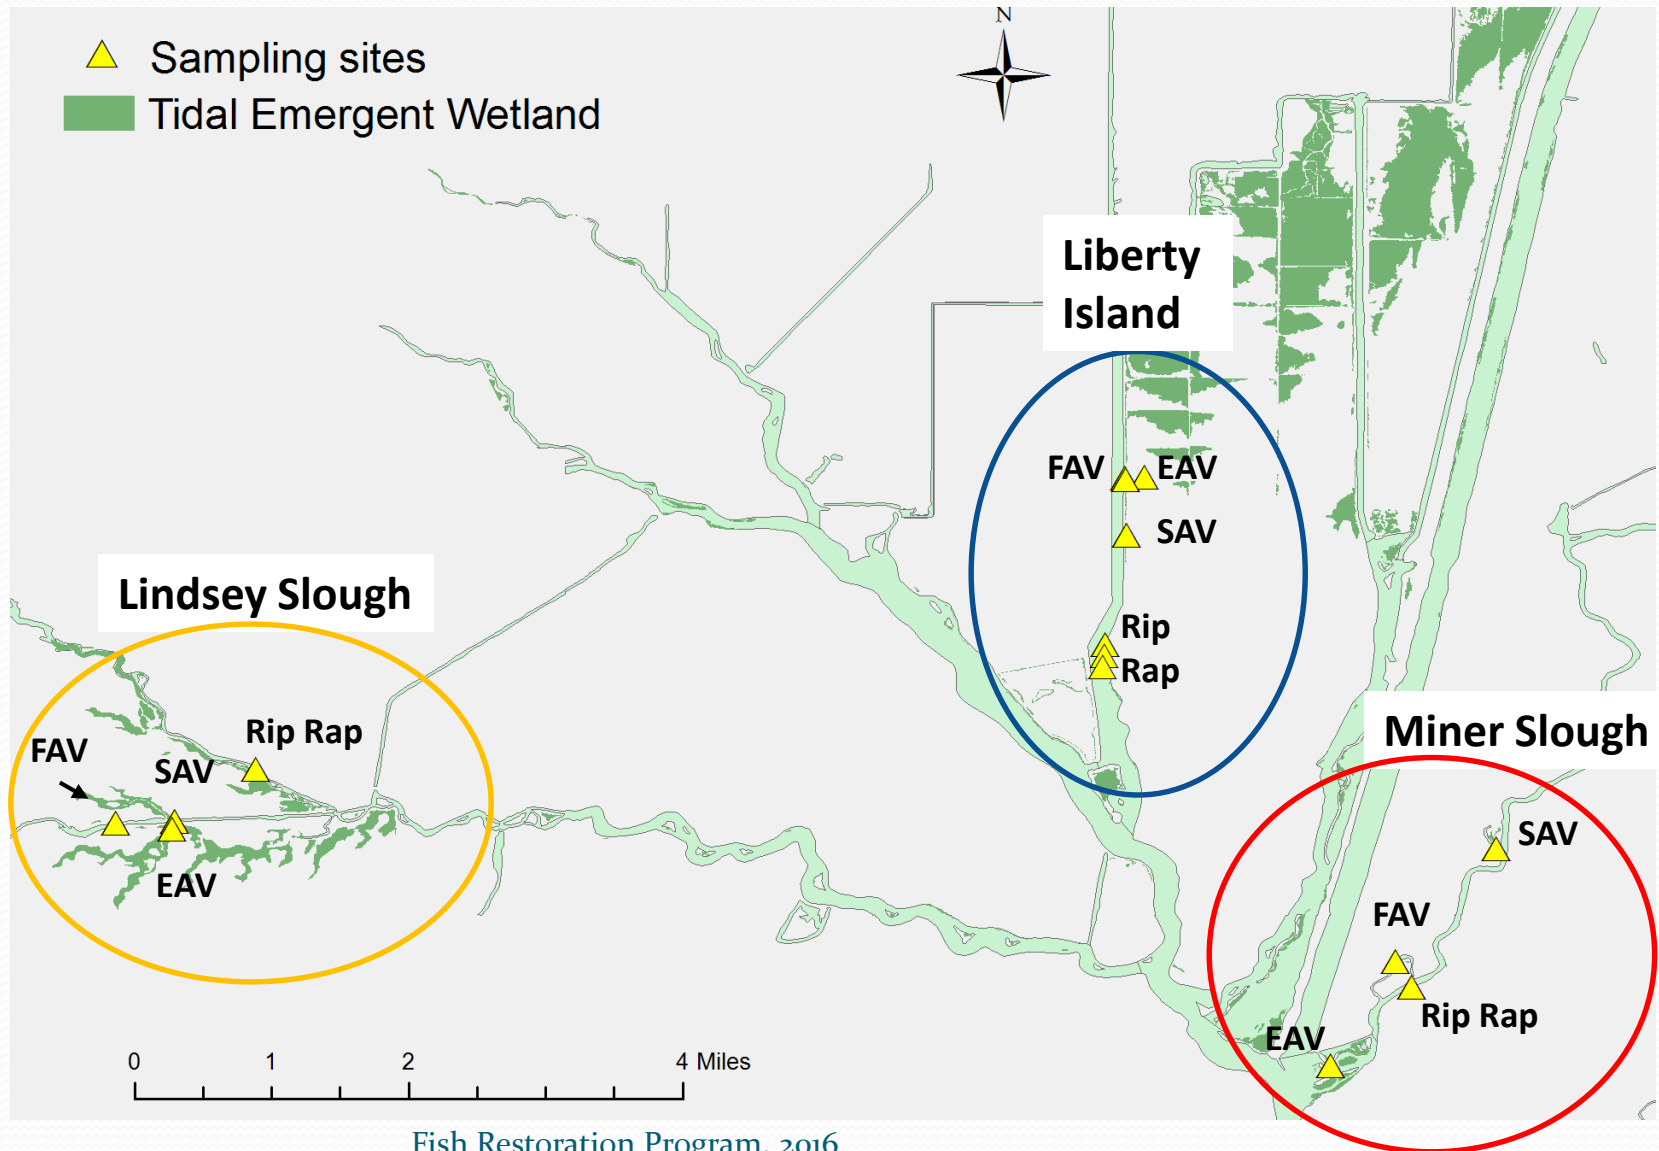 N
Sampling sites
Tidal Emergent Wetland
Liberty
Island
FAV
EAV
SAV
Rip
Rap
Lindsey Slough
Rip Rap
FAV
SAV
EAV
Miner Slough
SAV
FAV
Rip Rap
EAV
0 1 2 4 Miles
Fish Restoration Program, 2016